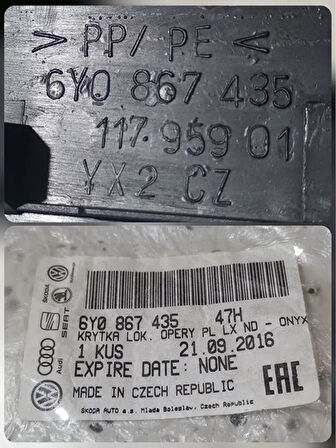 > PP/ PE <
6Y0 867 435
117 959 01
YX2 CZ
SKODA
SEAT
Audi
6Y0 867 435 47H
KRYTKA LOK. OPERY PL LX ND - ONYX
1 KUS 21.09.2016
EXPIRE DATE: NONE
MADE IN CZECH REPUBLIC
EAC
SKODA AUTO a.s. Mlada Boleslav, Czech Republic